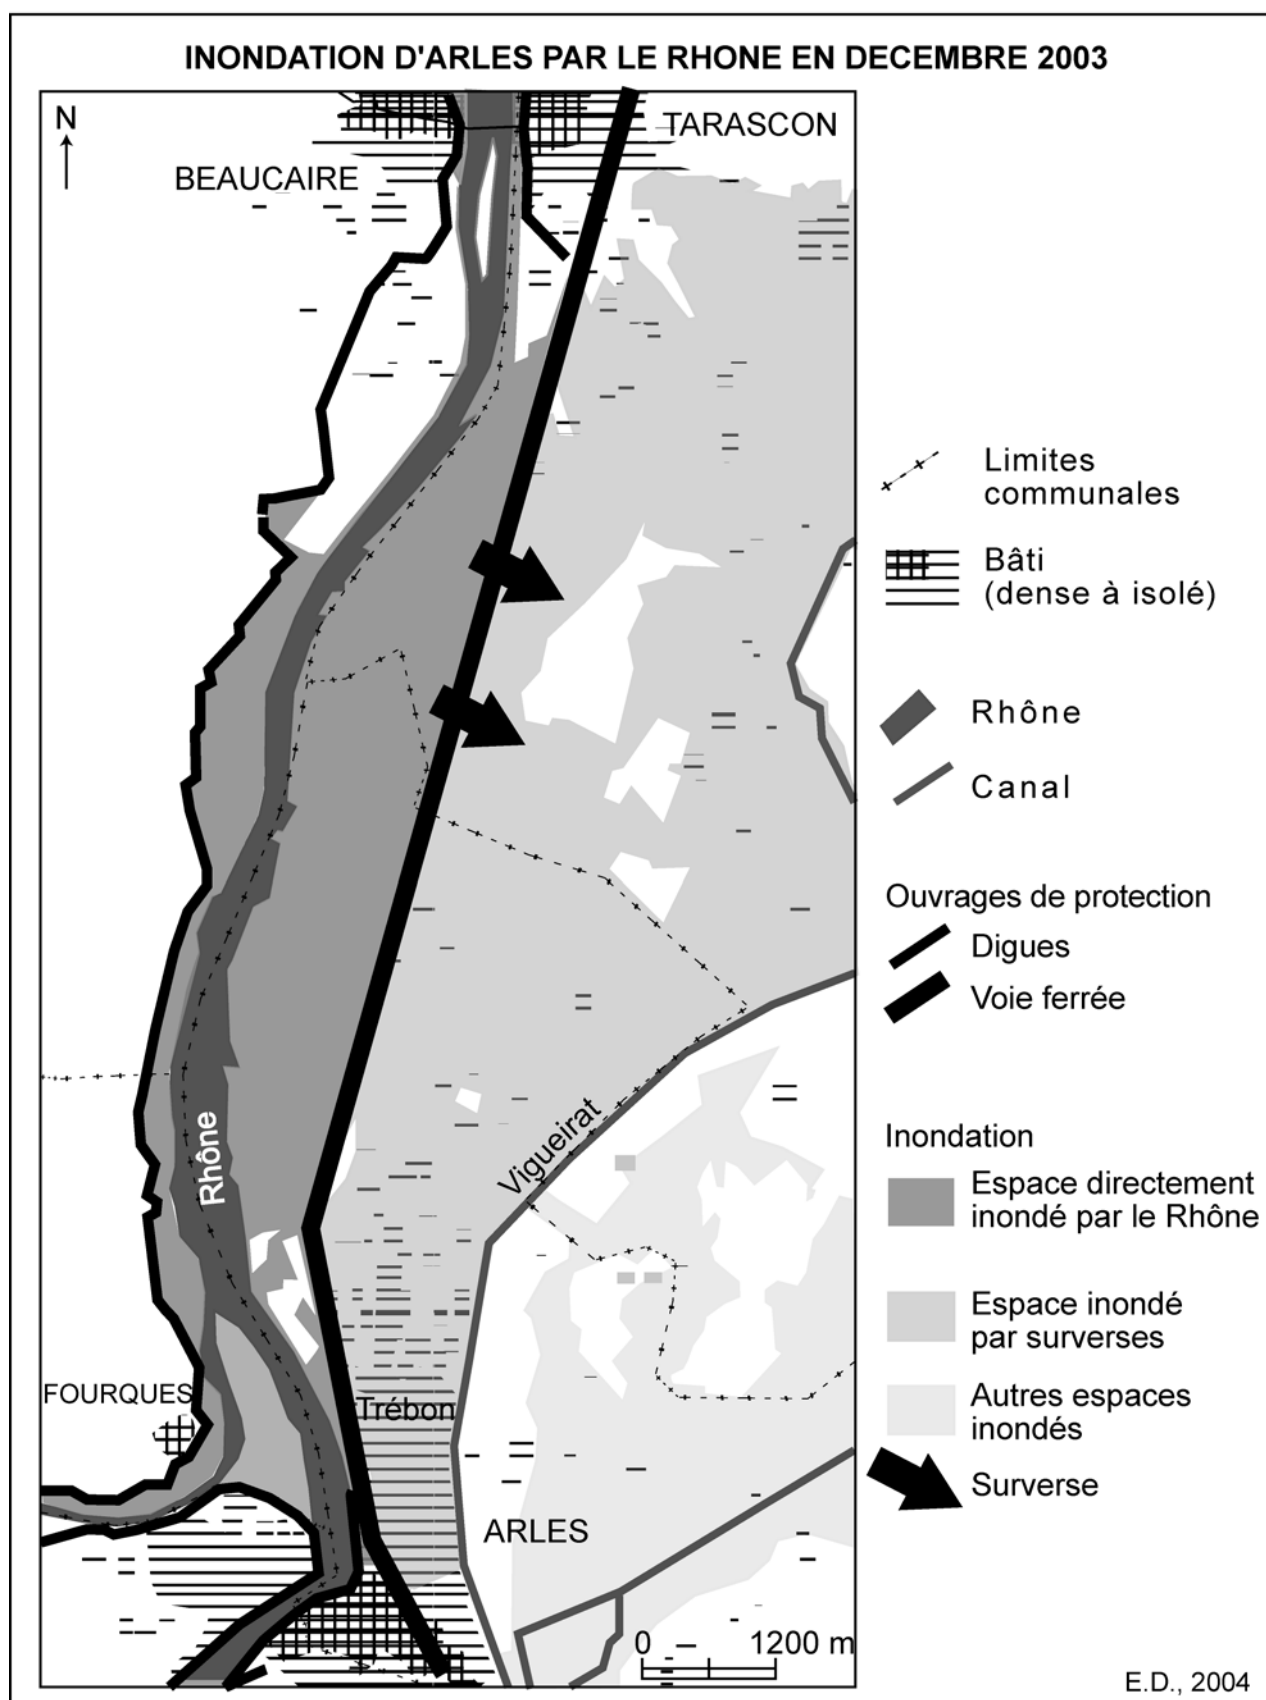 INONDATION D'ARLES PAR LE RHONE EN DECEMBRE 2003
N
TARASCON
BEAUCAIRE
Rhône
Vigueirat
FOURQUES
Trébon
ARLES
0
1200 m
Limites
communales
Bâti
(dense à isolé)
Rhône
Canal
Ouvrages de protection
Digues
Voie ferrée
Inondation
Espace directement
inondé par le Rhône
Espace inondé
par surverses
Autres espaces
inondés
Surverse
E.D., 2004